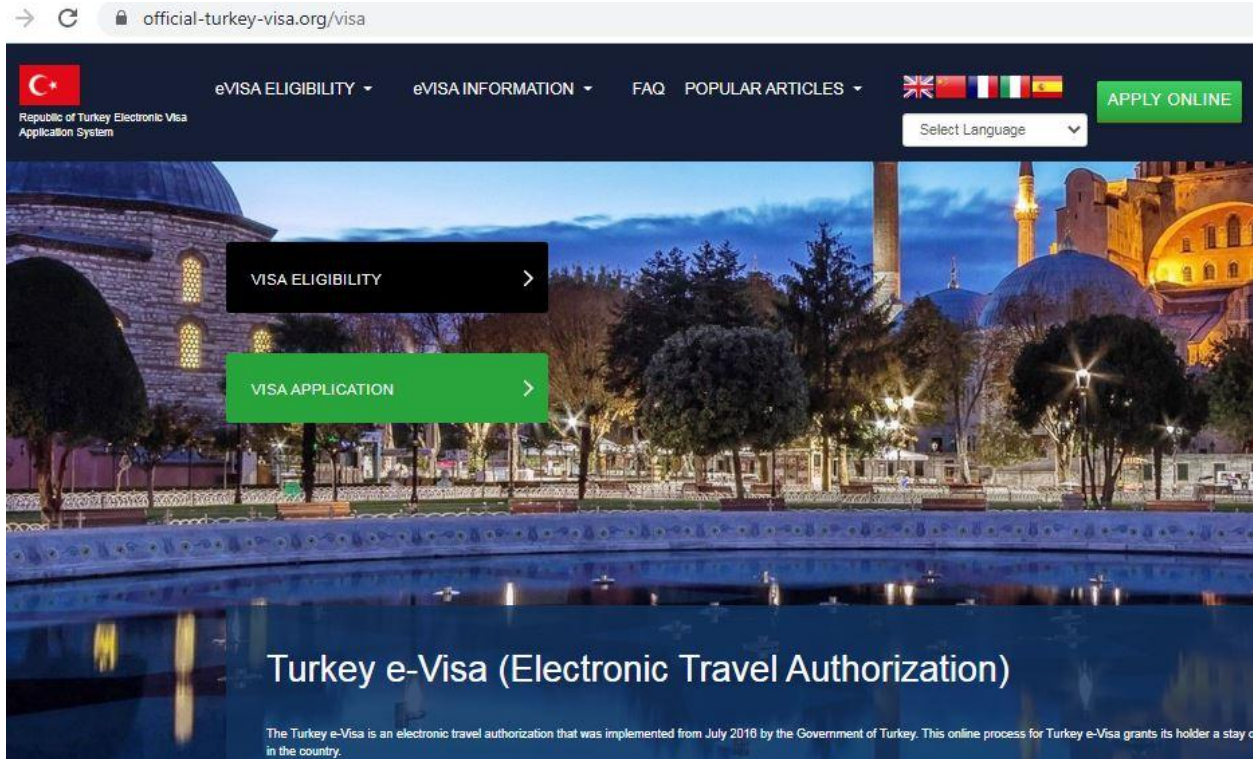 official-turkey-visa.org/visa
eVISA ELIGIBILITY
eVISA INFORMATION
FAQ
POPULAR ARTICLES
APPLY ONLINE
Republic of Turkey Electronic Visa
Application System
Select Language
VISA ELIGIBILITY
VISA APPLICATION
Turkey e-Visa (Electronic Travel Authorization)
The Turkey e-Visa is an electronic travel authorization that was implemented from July 2016 by the Government of Turkey. This online process for Turkey e-Visa grants its holder a stay
in the country.